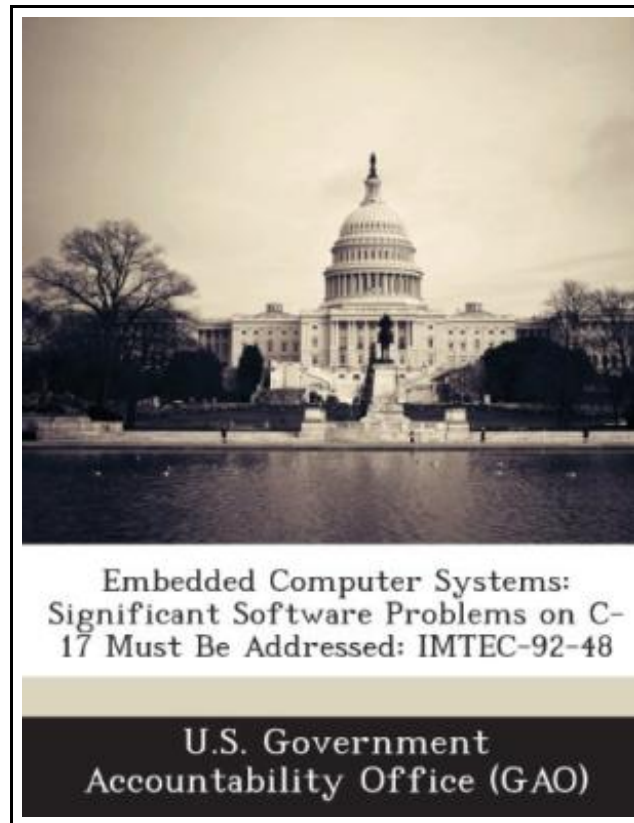 Embedded Computer Systems:
Significant Software Problems on C-
17 Must Be Addressed: IMTEC-92-48
U.S. Government
Accountability Office (GAO)